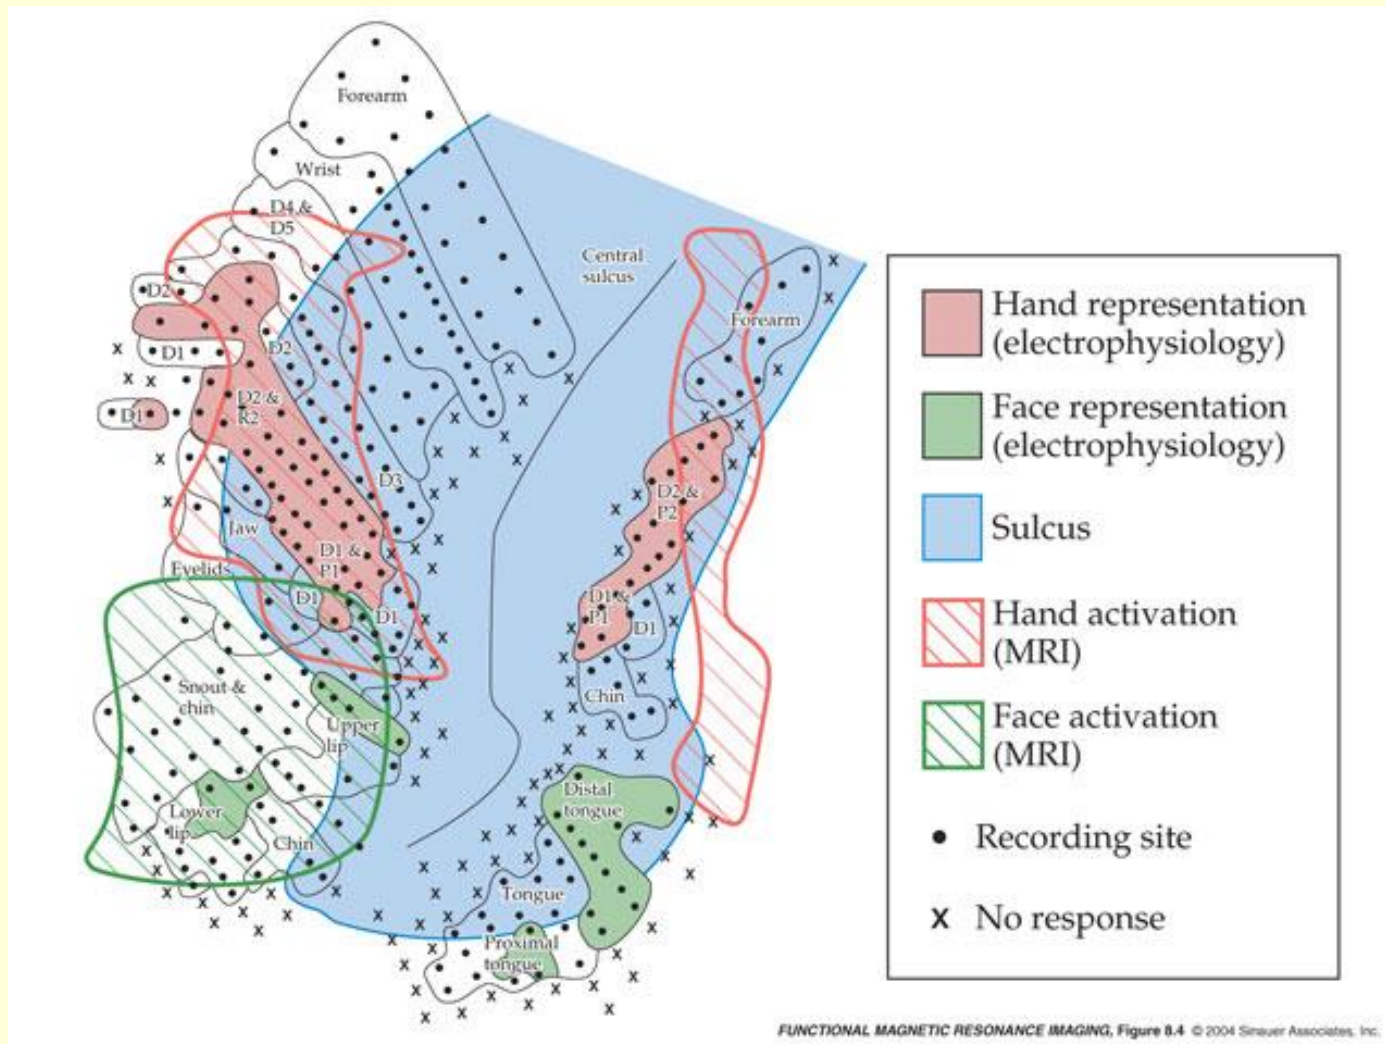 Forearm
Wrist
D4 &
D5
Central
sulcus
D2
Forearm
D1
D2
D2 &
R2
D1
D3
D2 &
P2
Jaw
D1 &
P1
Eyelids
D1
D1
D1 &
P1
D1
Snout &
chin
Chin
Upper
lip
Distal
tongue
Lower
lip
Chin
Tongue
Proximal
tongue
x
Hand representation
(electrophysiology)
Face representation
(electrophysiology)
Sulcus
Hand activation
(MRI)
Face activation
(MRI)
Recording site
x No response
FUNCTIONAL MAGNETIC RESONANCE IMAGING, Figure 8.4 © 2004 Sinauer Associates, Inc.